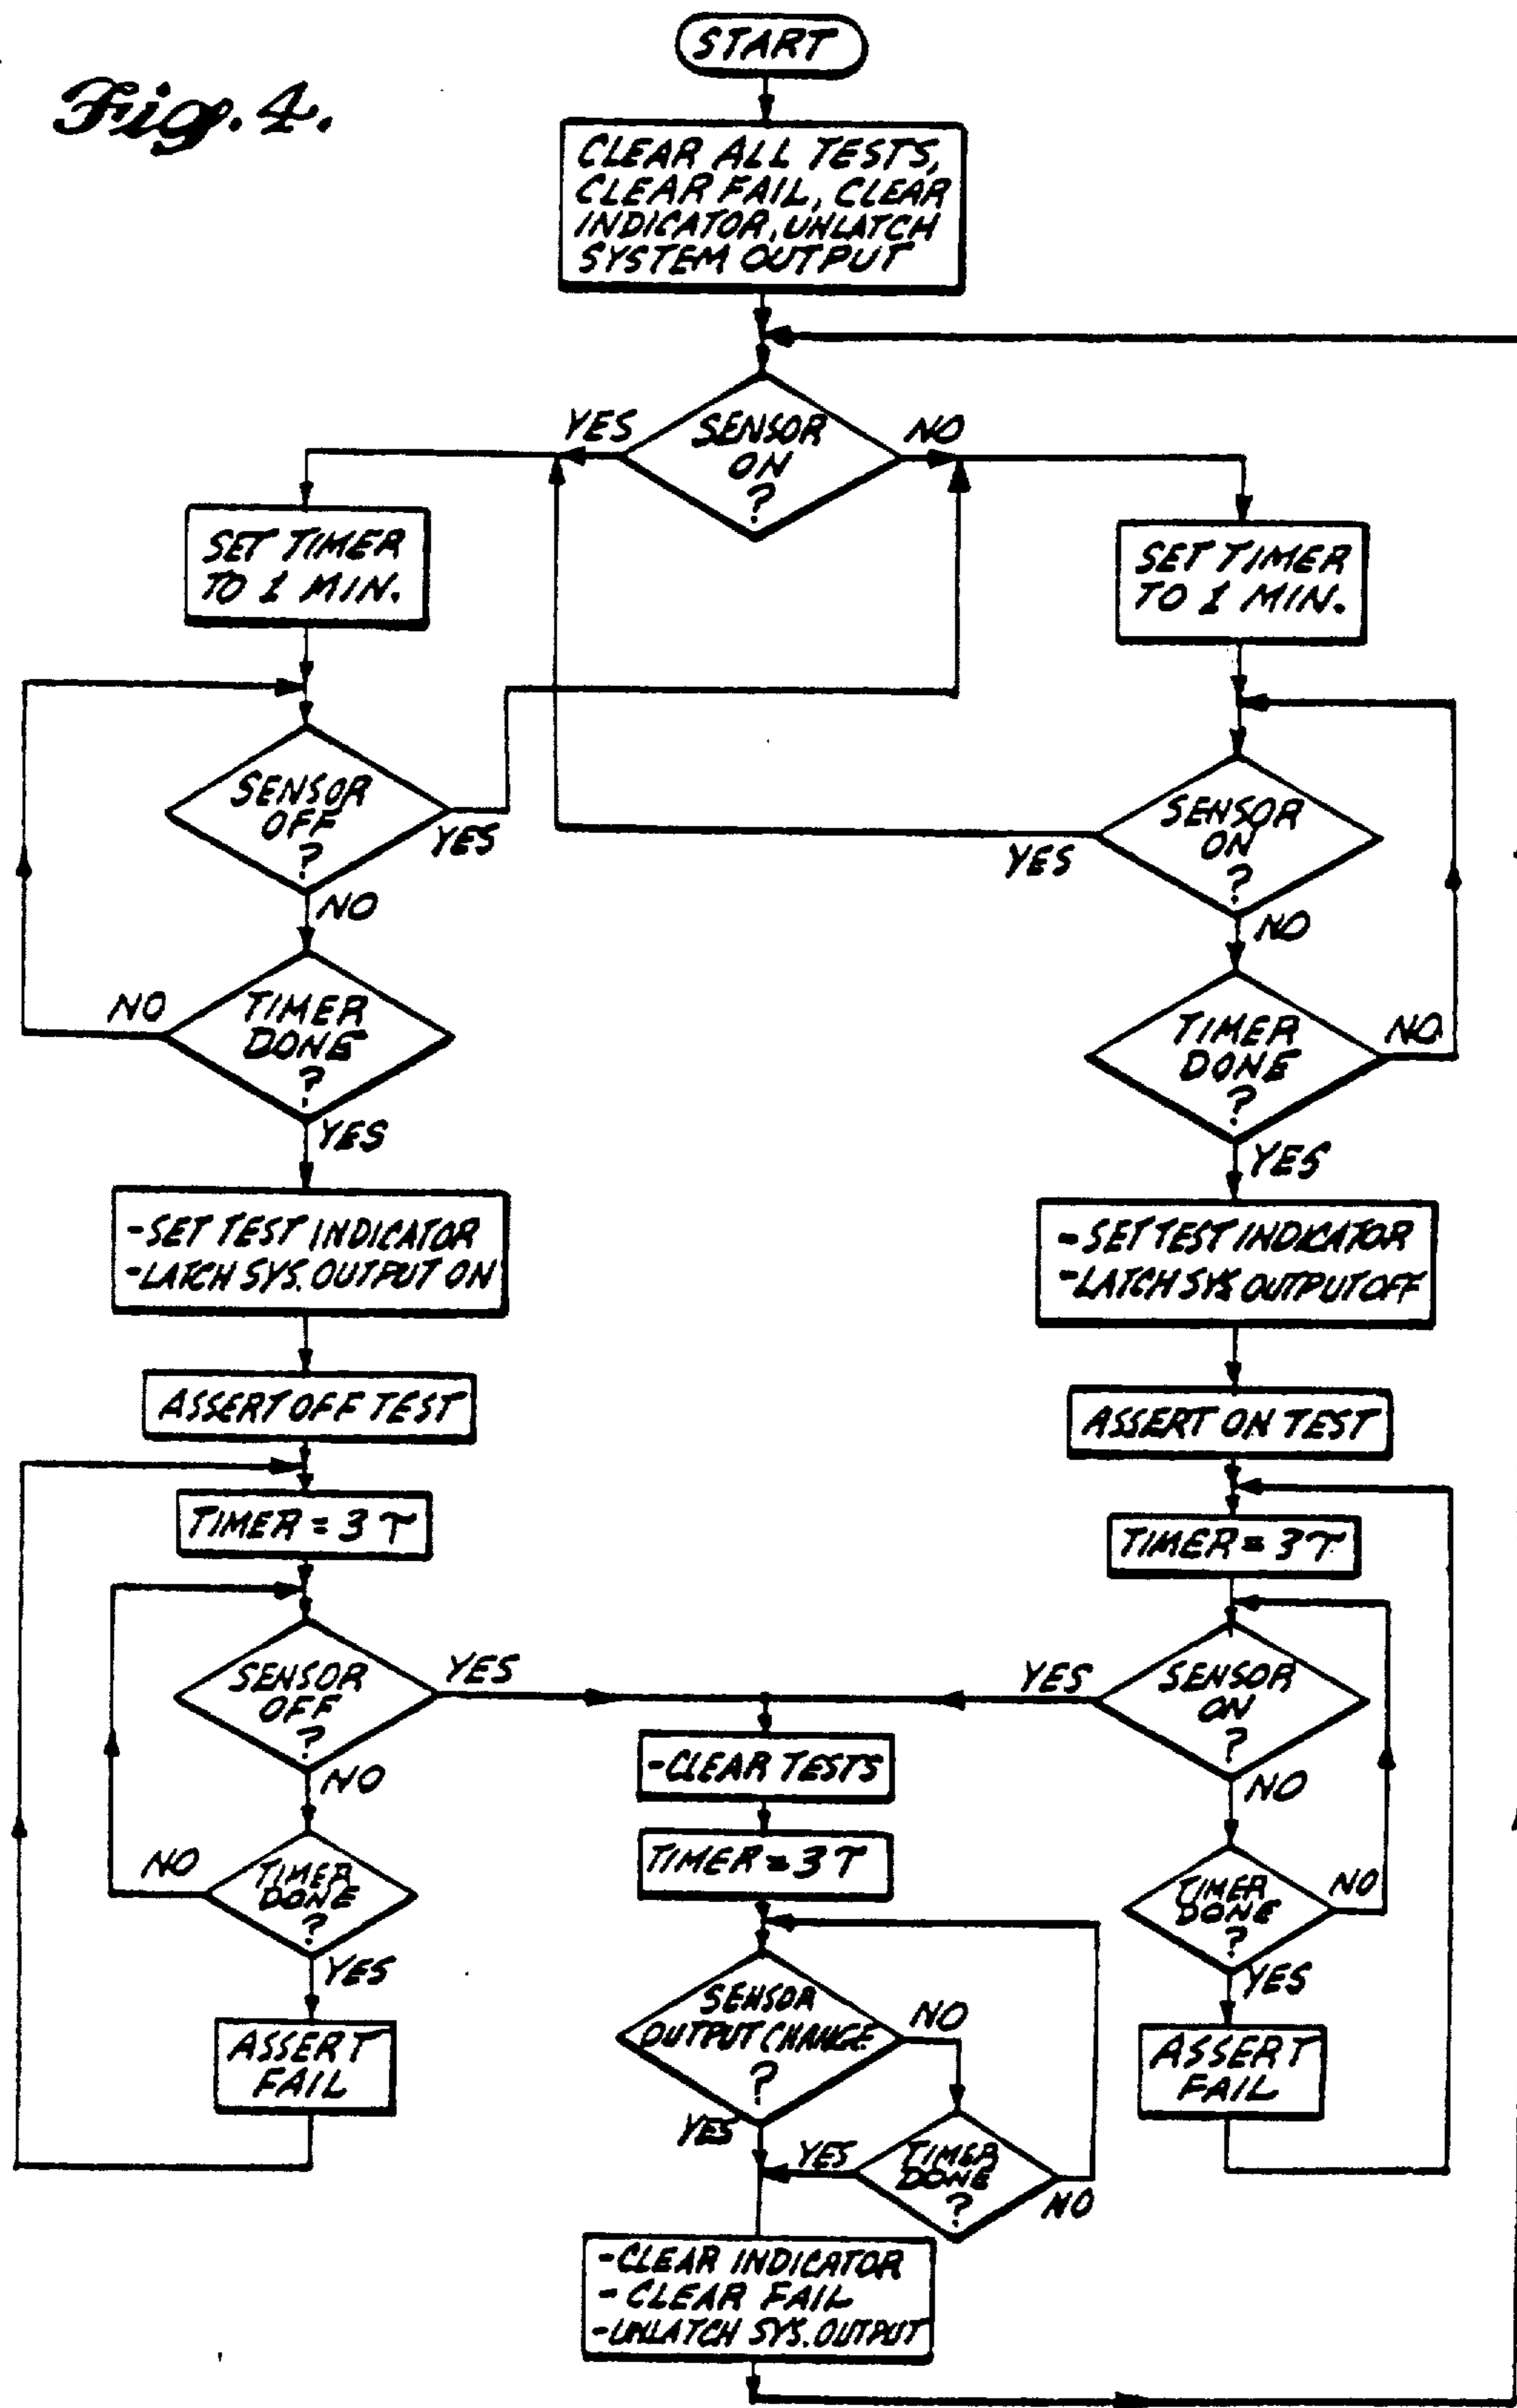 Fig. 4.
START
CLEAR ALL TESTS,
CLEAR FAIL, CLEAR
INDICATOR, UNLATCH
SYSTEM OUTPUT
YES
SENSOR
ON
?
NO
SET TIMER
TO 1 MIN.
SET TIMER
TO 1 MIN.
SENSOR
OFF
?
YES
NO
SENSOR
ON
?
YES
NO
NO
TIMER
DONE
?
YES
TIMER
DONE
?
NO
YES
-SET TEST INDICATOR
-LATCH SYS. OUTPUT ON
-SET TEST INDICATOR
-LATCH SYS. OUTPUT OFF
ASSERT OFF TEST
ASSERT ON TEST
TIMER = 3τ
TIMER = 3τ
SENSOR
OFF
?
YES
NO
YES
SENSOR
ON
?
NO
-CLEAR TESTS
TIMER = 3τ
NO
TIMER
DONE
?
YES
TIMER
DONE
?
NO
YES
SENSOR
OUTPUT CHANGE
?
NO
YES
ASSERT
FAIL
ASSERT
FAIL
YES
TIMER
DONE
?
NO
-CLEAR INDICATOR
-CLEAR FAIL
-UNLATCH SYS. OUTPUT